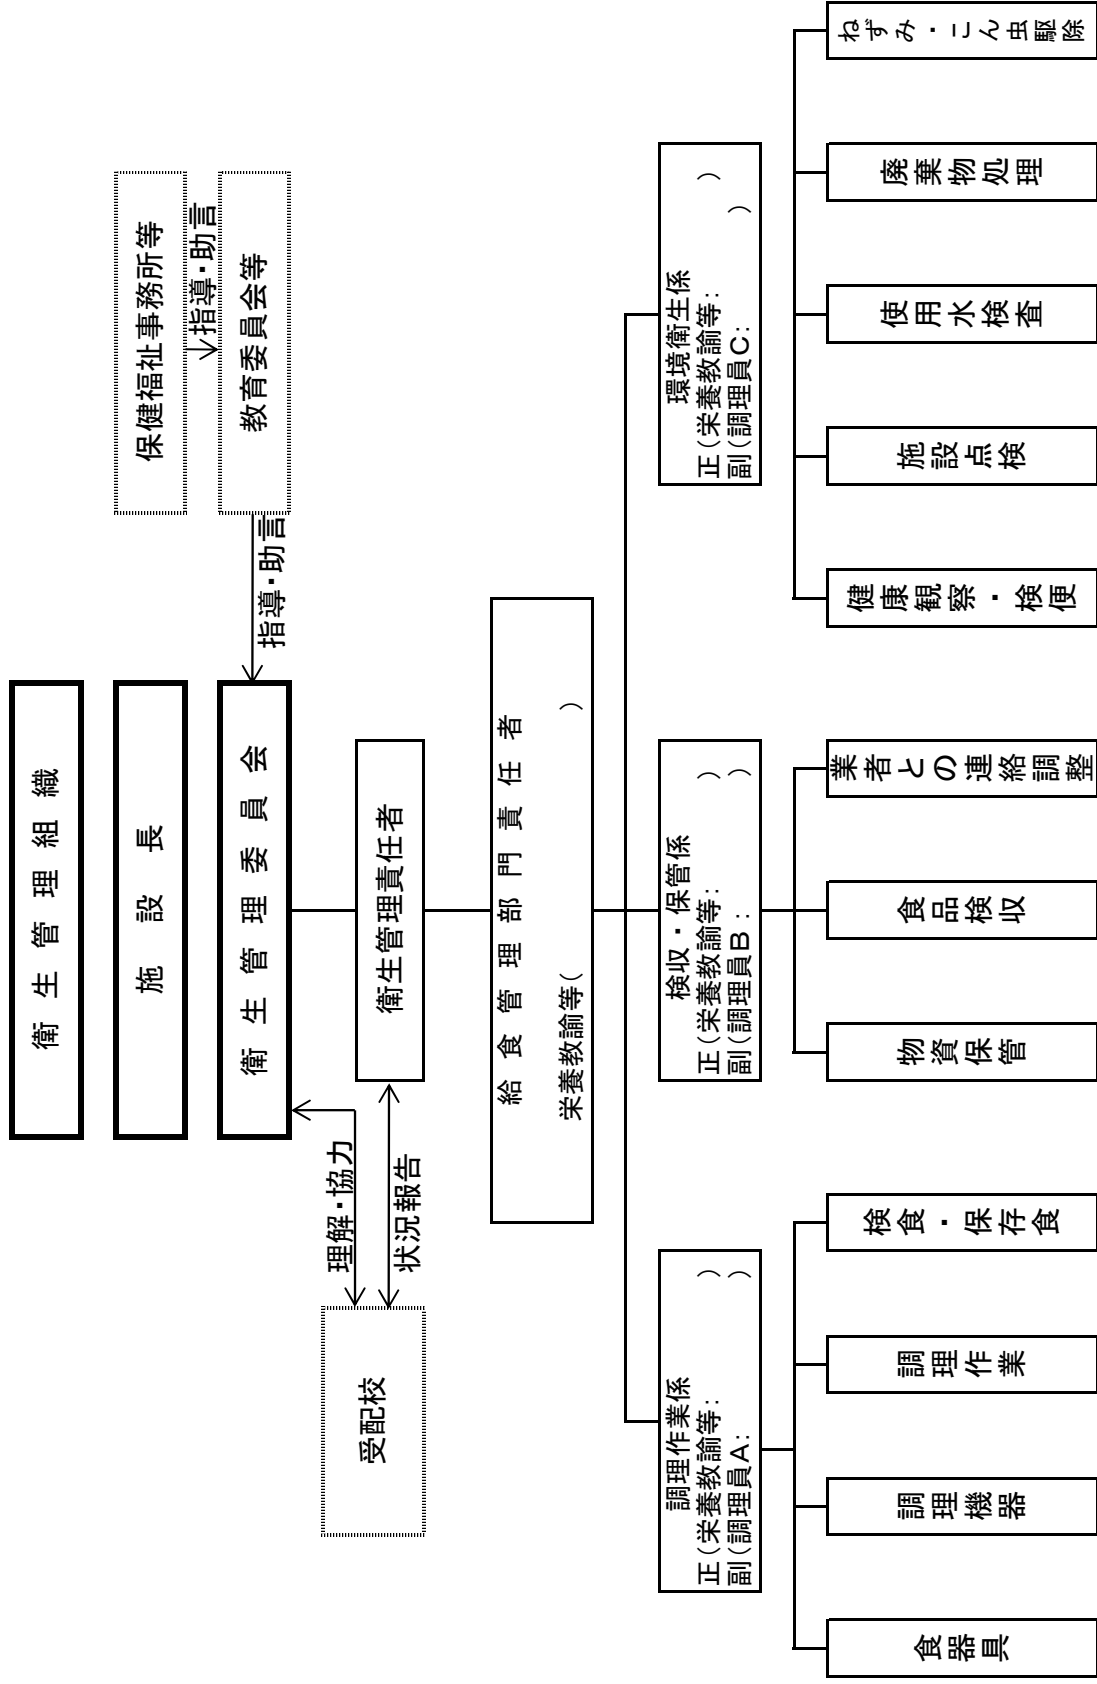 衛生管理組織
施設長
衛生管理委員会
保健福祉事務所等
指導・助言
教育委員会等
指導・助言
衛生管理責任者
理解・協力
状況報告
受配校
給食管理部門責任者
栄養教諭等(　　　　)
調理作業係
正(栄養教諭等:　　　　)
副(調理員A:　　　　)
検収・保管係
正(栄養教諭等:　　　　)
副(調理員B:　　　　)
環境衛生係
正(栄養教諭等:　　　　)
副(調理員C:　　　　)
食器具
調理機器
調理作業
検食・保存食
物資保管
食品検収
業者との連絡調整
健康観察・検便
施設点検
使用水検査
廃棄物処理
ねずみ・こん虫駆除